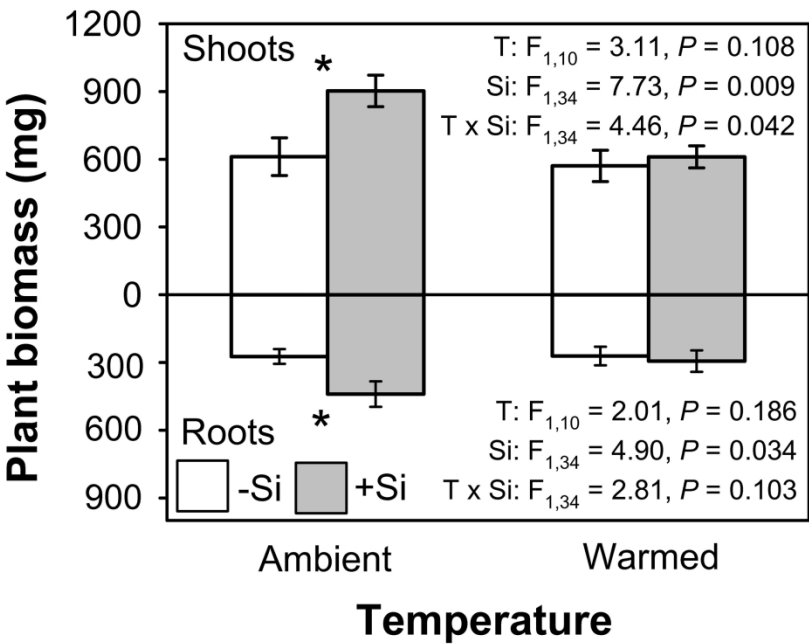 Plant biomass (mg)
1200
900
600
300
0
300
600
900
Shoots
*
T: F1,10 = 3.11, P = 0.108
Si: F1,34 = 7.73, P = 0.009
T x Si: F1,34 = 4.46, P = 0.042
*
Roots
-Si
+Si
T: F1,10 = 2.01, P = 0.186
Si: F1,34 = 4.90, P = 0.034
T x Si: F1,34 = 2.81, P = 0.103
Ambient
Warmed
Temperature